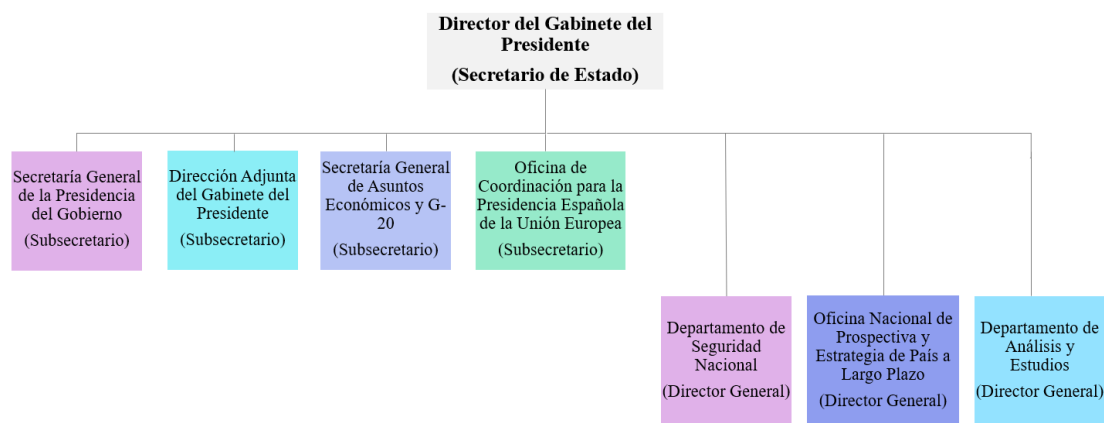 Director del Gabinete del
Presidente
(Secretario de Estado)
Secretaría General
de la Presidencia
del Gobierno
(Subsecretario)
Dirección Adjunta
del Gabinete del
Presidente
(Subsecretario)
Secretaría General
de Asuntos
Económicos y G-
20
(Subsecretario)
Oficina de
Coordinación para la
Presidencia Española
de la Unión Europea
(Subsecretario)
Departamento de
Seguridad
Nacional
(Director General)
Oficina Nacional de
Prospectiva y
Estrategia de País a
Largo Plazo
(Director General)
Departamento de
Análisis y
Estudios
(Director General)